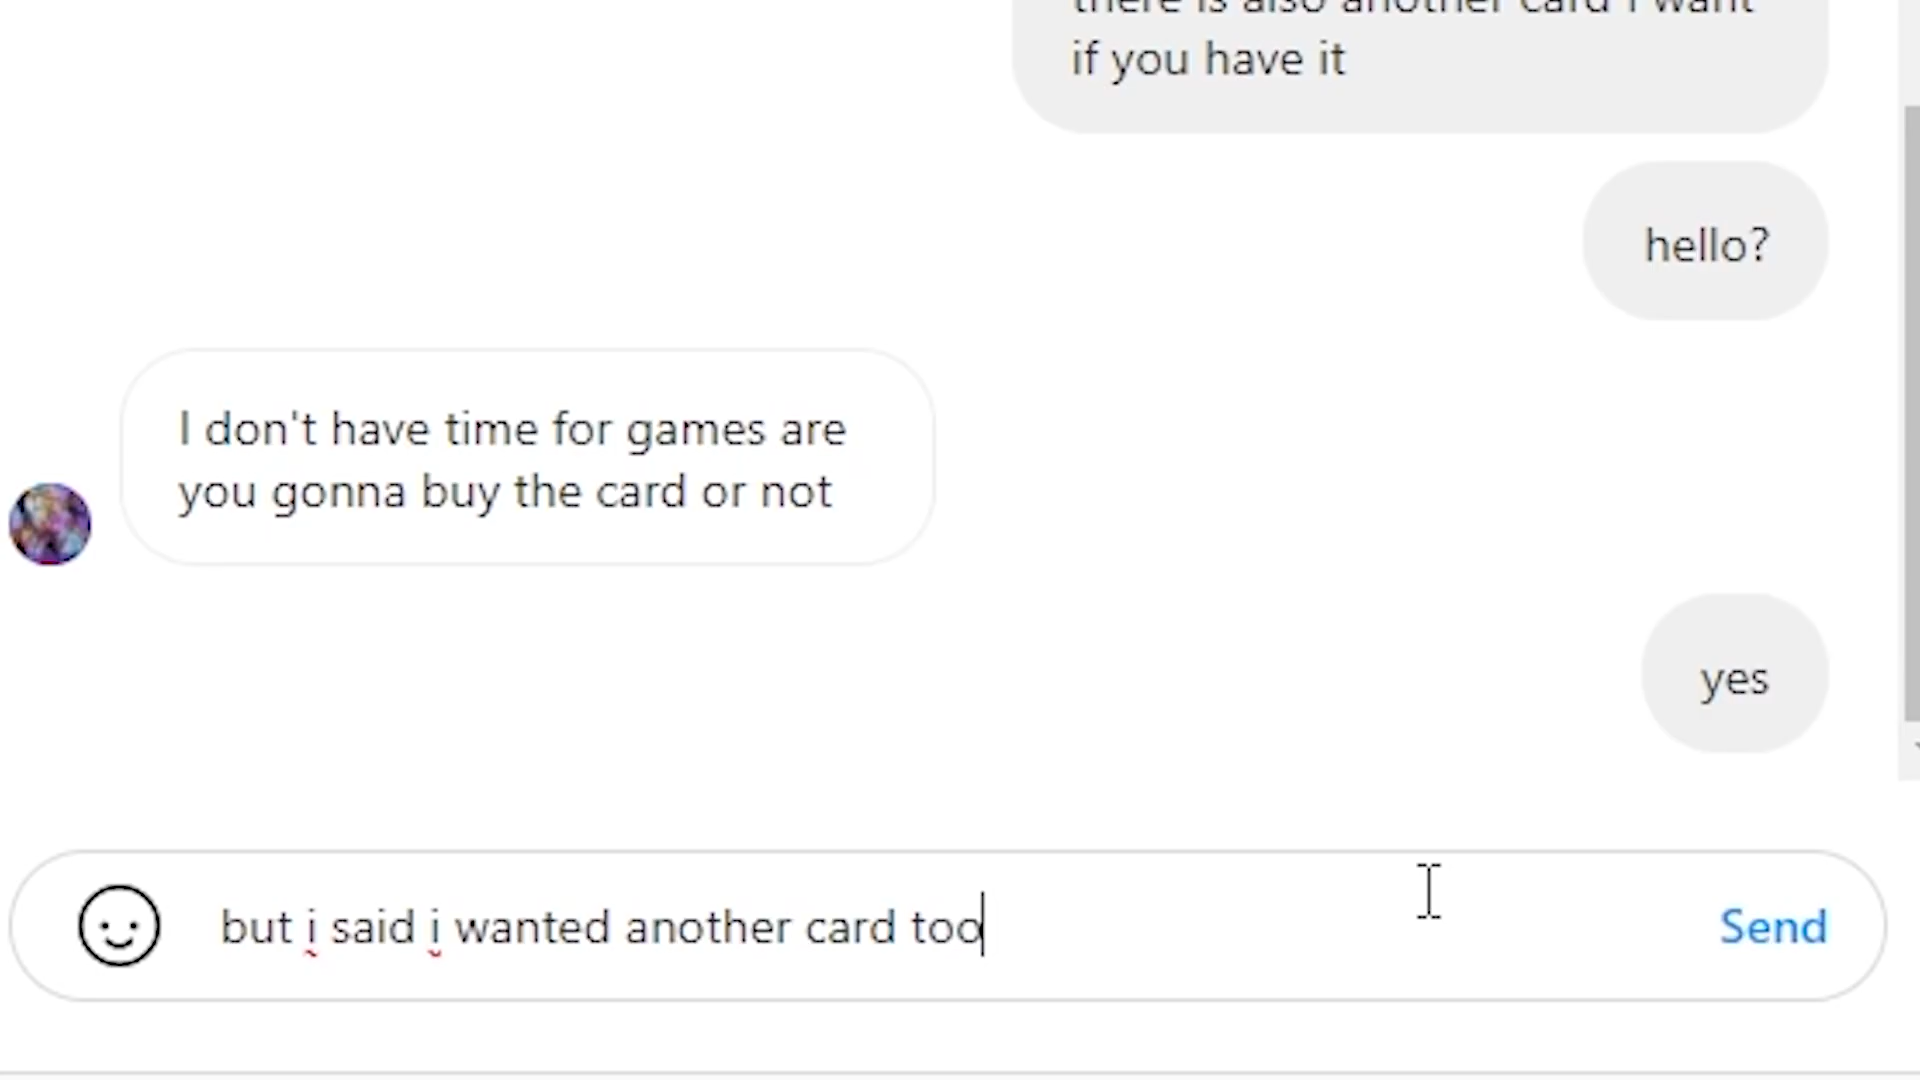 there is also another card i want
if you have it
hello?
I don't have time for games are
you gonna buy the card or not
yes
but i said i wanted another card too
Send